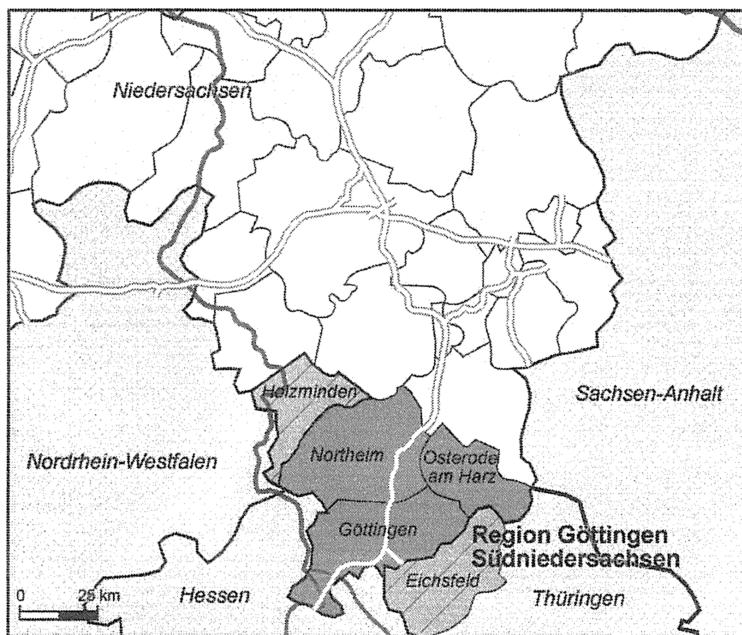 Niedersachsen
Holzminden
Sachsen-Anhalt
Nordrhein-Westfalen
Northeim
Osterode
am Harz
Göttingen
Region Göttingen
Südniedersachsen
Eichsfeld
Hessen
Thüringen
0 25 km